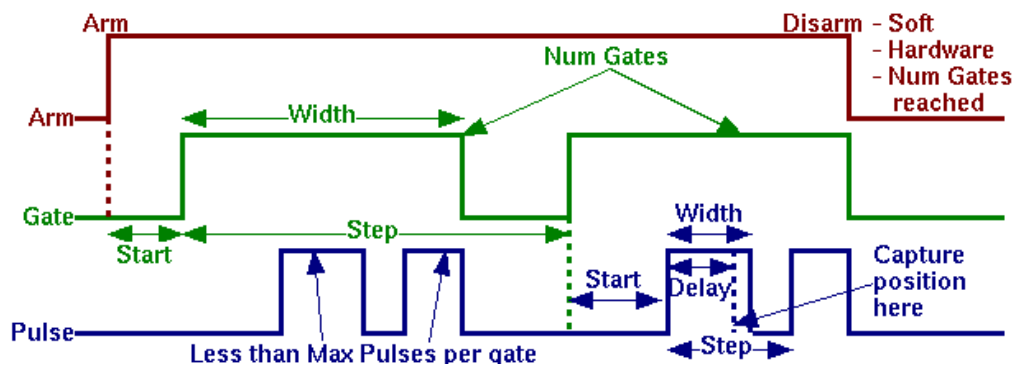 Arm
Disarm - Soft
- Hardware
- Num Gates
reached
Num Gates
Arm
Width
Gate
Start
Step
Width
Capture
position
here
Start
Delay
Pulse
Less than Max Pulses per gate
Step